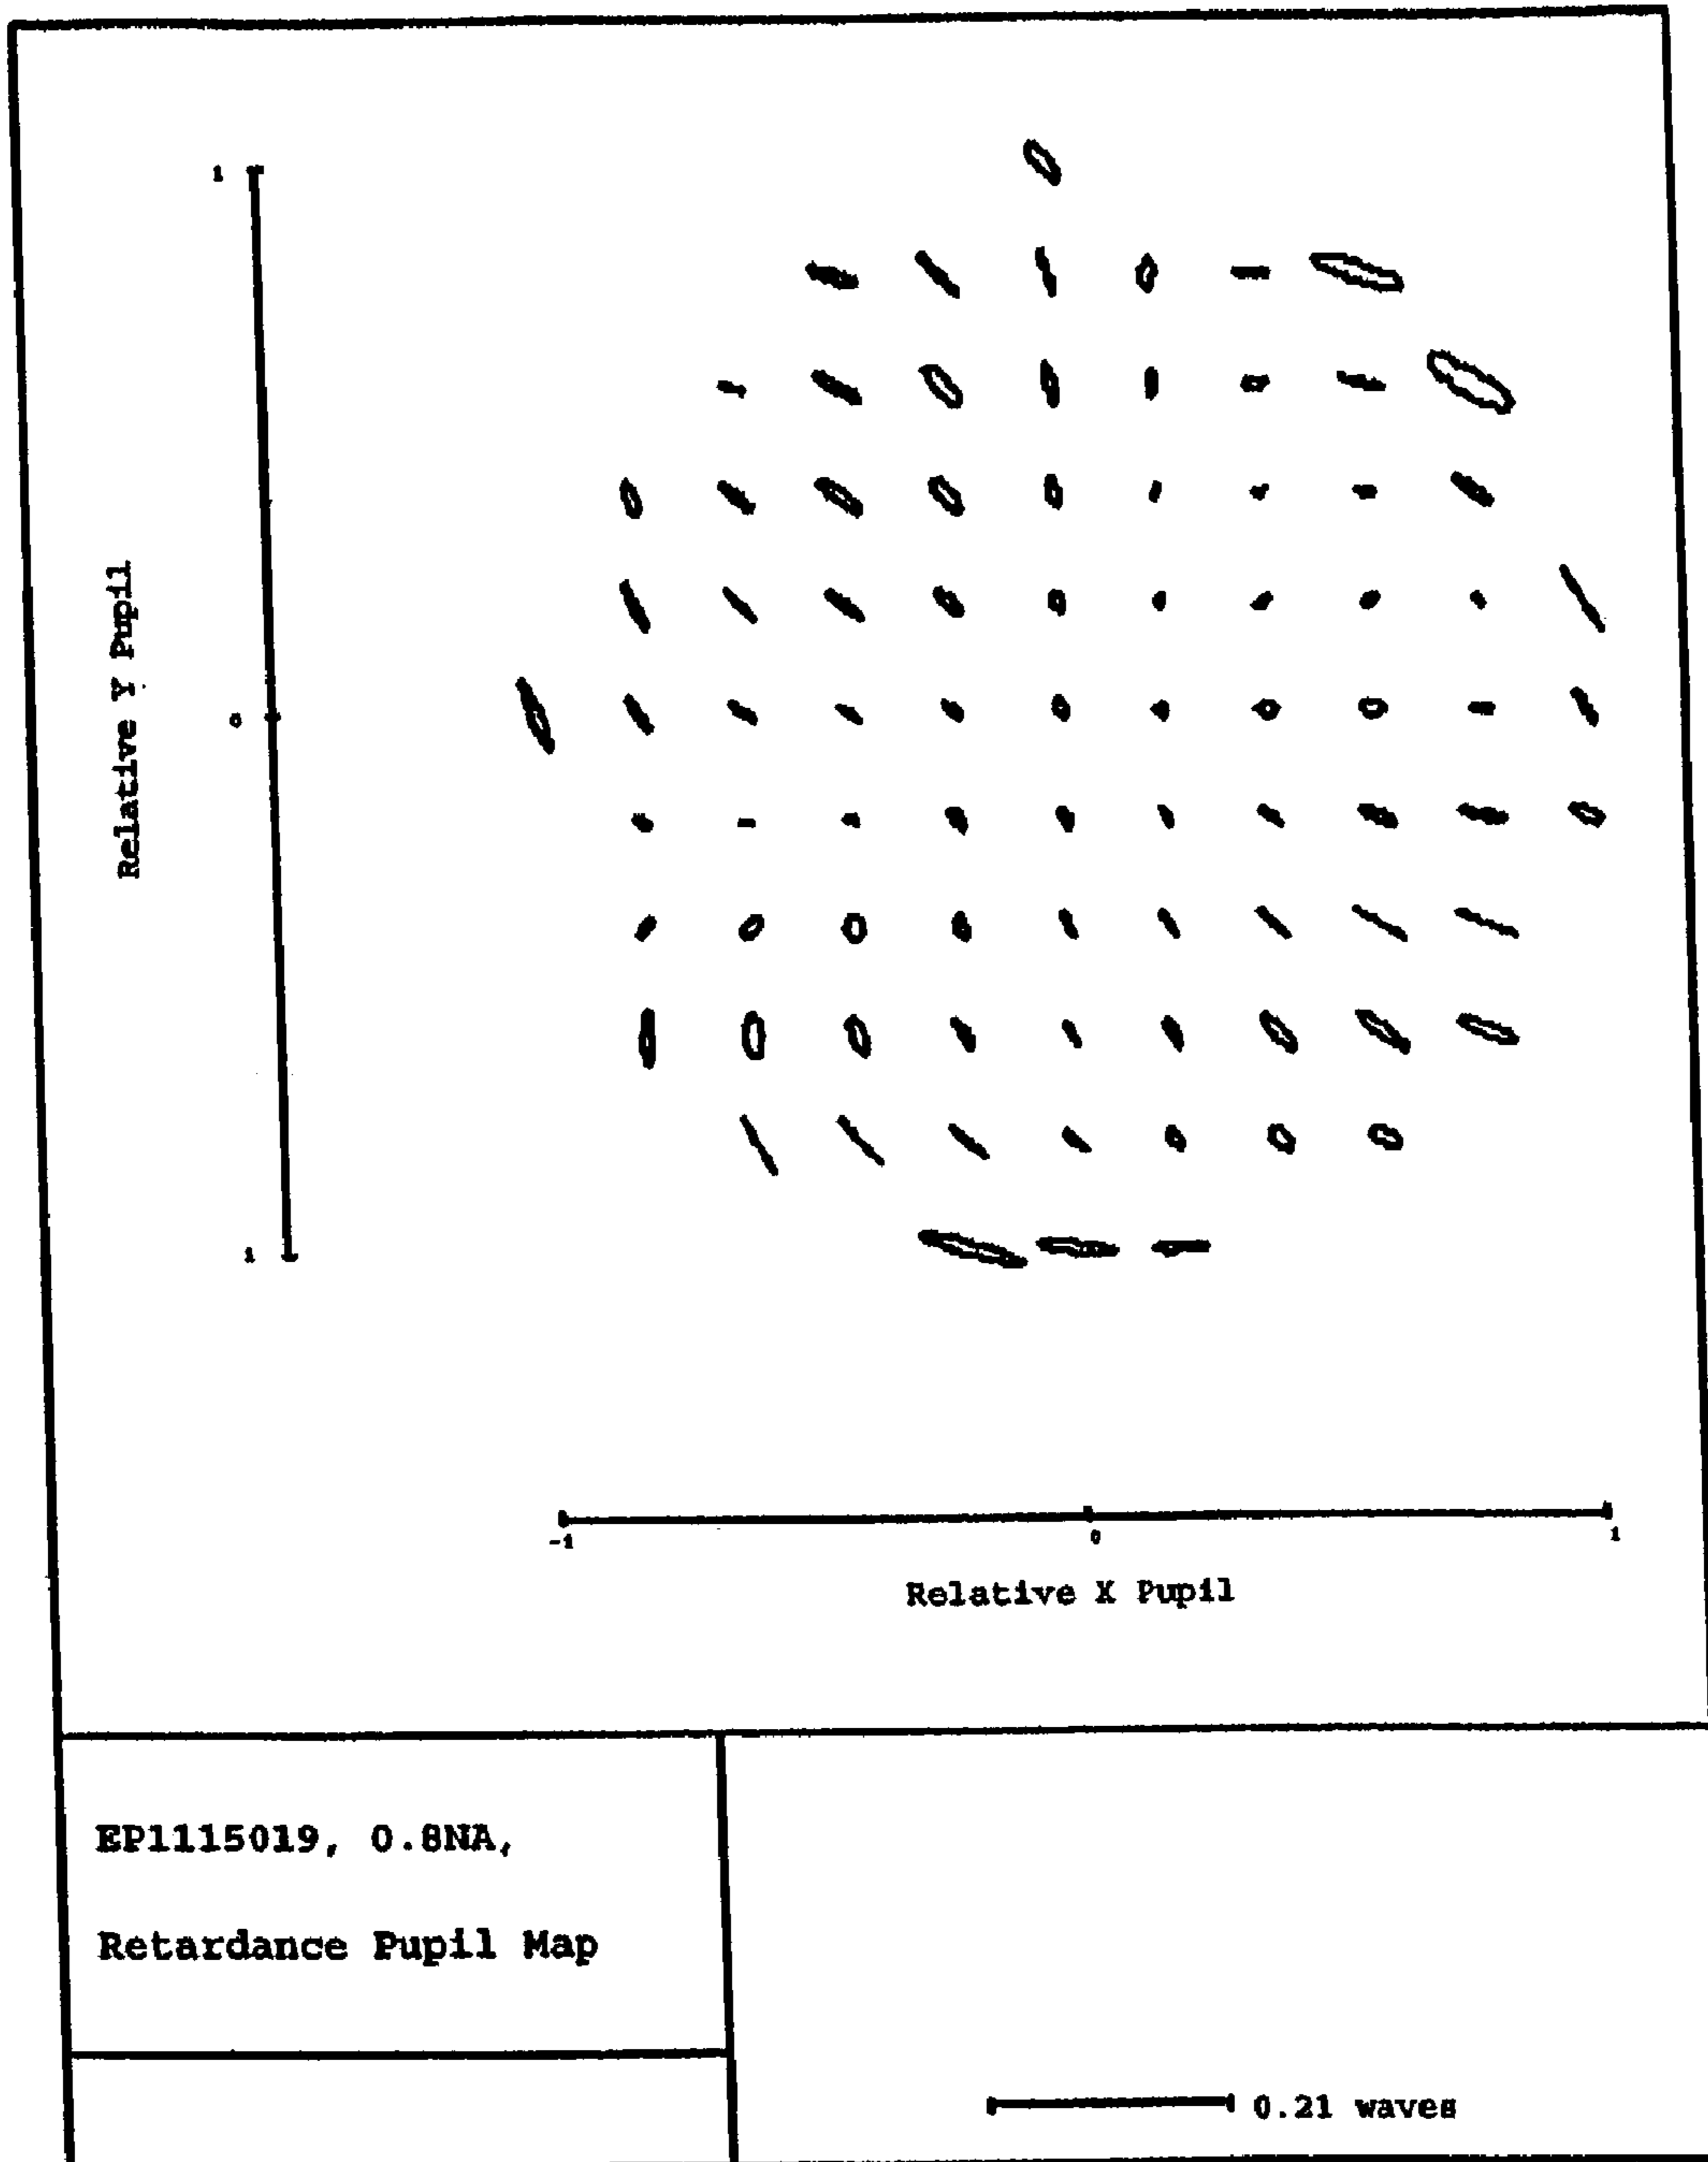 1
Relative Y Pupil
0
1
-1
0
1
Relative X Pupil
EP1115019, 0.8NA,
Retardance Pupil Map
0.21 waves